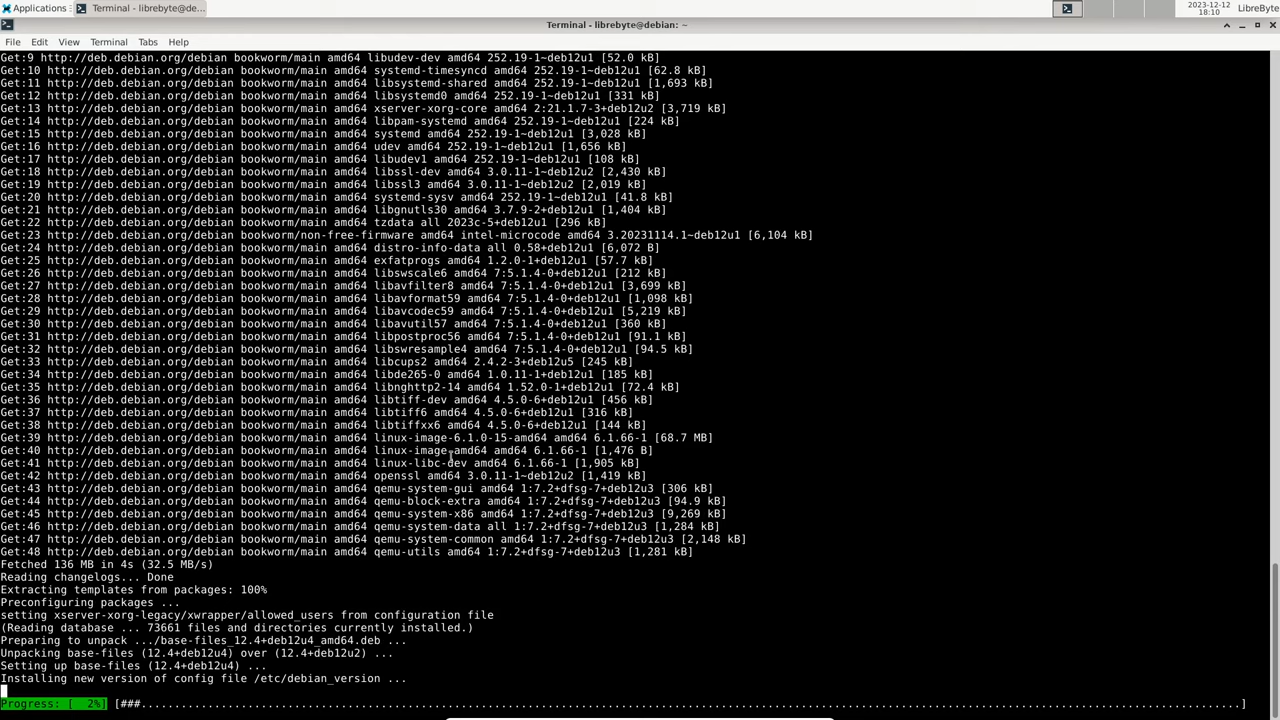 Applications
Terminal - librebyte@de...
2023-12-12
18:10
LibreByte
Terminal - librebyte@debian: ~
File Edit View Terminal Tabs Help
Get:9 http://deb.debian.org/debian bookworm/main amd64 libudev-dev amd64 252.19-1~deb12u1 [52.0 kB]
Get:10 http://deb.debian.org/debian bookworm/main amd64 systemd-timesyncd amd64 252.19-1~deb12u1 [62.8 kB]
Get:11 http://deb.debian.org/debian bookworm/main amd64 libsystemd-shared amd64 252.19-1~deb12u1 [1,693 kB]
Get:12 http://deb.debian.org/debian bookworm/main amd64 libsystemd0 amd64 252.19-1~deb12u1 [331 kB]
Get:13 http://deb.debian.org/debian bookworm/main amd64 xserver-xorg-core amd64 2:21.1.7-3+deb12u2 [3,719 kB]
Get:14 http://deb.debian.org/debian bookworm/main amd64 libpam-systemd amd64 252.19-1~deb12u1 [224 kB]
Get:15 http://deb.debian.org/debian bookworm/main amd64 systemd amd64 252.19-1~deb12u1 [3,028 kB]
Get:16 http://deb.debian.org/debian bookworm/main amd64 udev amd64 252.19-1~deb12u1 [1,656 kB]
Get:17 http://deb.debian.org/debian bookworm/main amd64 libudev1 amd64 252.19-1~deb12u1 [108 kB]
Get:18 http://deb.debian.org/debian bookworm/main amd64 libssl-dev amd64 3.0.11-1~deb12u2 [2,430 kB]
Get:19 http://deb.debian.org/debian bookworm/main amd64 libssl3 amd64 3.0.11-1~deb12u2 [2,019 kB]
Get:20 http://deb.debian.org/debian bookworm/main amd64 systemd-sysv amd64 252.19-1~deb12u1 [41.8 kB]
Get:21 http://deb.debian.org/debian bookworm/main amd64 libgnutls30 amd64 3.7.9-2+deb12u1 [1,404 kB]
Get:22 http://deb.debian.org/debian bookworm/main amd64 tzdata all 2023c-5+deb12u1 [296 kB]
Get:23 http://deb.debian.org/debian bookworm/non-free-firmware amd64 intel-microcode amd64 3.20231114.1~deb12u1 [6,104 kB]
Get:24 http://deb.debian.org/debian bookworm/main amd64 distro-info-data all 0.58+deb12u1 [6,072 B]
Get:25 http://deb.debian.org/debian bookworm/main amd64 exfatprogs amd64 1.2.0-1+deb12u1 [57.7 kB]
Get:26 http://deb.debian.org/debian bookworm/main amd64 libswscale6 amd64 7:5.1.4-0+deb12u1 [212 kB]
Get:27 http://deb.debian.org/debian bookworm/main amd64 libavfilter8 amd64 7:5.1.4-0+deb12u1 [3,699 kB]
Get:28 http://deb.debian.org/debian bookworm/main amd64 libavformat59 amd64 7:5.1.4-0+deb12u1 [1,098 kB]
Get:29 http://deb.debian.org/debian bookworm/main amd64 libavcodec59 amd64 7:5.1.4-0+deb12u1 [5,219 kB]
Get:30 http://deb.debian.org/debian bookworm/main amd64 libavutil57 amd64 7:5.1.4-0+deb12u1 [360 kB]
Get:31 http://deb.debian.org/debian bookworm/main amd64 libpostproc56 amd64 7:5.1.4-0+deb12u1 [91.1 kB]
Get:32 http://deb.debian.org/debian bookworm/main amd64 libswresample4 amd64 7:5.1.4-0+deb12u1 [94.5 kB]
Get:33 http://deb.debian.org/debian bookworm/main amd64 libcups2 amd64 2.4.2-3+deb12u5 [245 kB]
Get:34 http://deb.debian.org/debian bookworm/main amd64 libde265-0 amd64 1.0.11-1+deb12u1 [185 kB]
Get:35 http://deb.debian.org/debian bookworm/main amd64 libnghttp2-14 amd64 1.52.0-1+deb12u1 [72.4 kB]
Get:36 http://deb.debian.org/debian bookworm/main amd64 libtiff-dev amd64 4.5.0-6+deb12u1 [456 kB]
Get:37 http://deb.debian.org/debian bookworm/main amd64 libtiff6 amd64 4.5.0-6+deb12u1 [316 kB]
Get:38 http://deb.debian.org/debian bookworm/main amd64 libtiffxx6 amd64 4.5.0-6+deb12u1 [144 kB]
Get:39 http://deb.debian.org/debian bookworm/main amd64 linux-image-6.1.0-15-amd64 amd64 6.1.66-1 [68.7 MB]
Get:40 http://deb.debian.org/debian bookworm/main amd64 linux-image-amd64 amd64 6.1.66-1 [1,476 B]
Get:41 http://deb.debian.org/debian bookworm/main amd64 linux-libc-dev amd64 6.1.66-1 [1,905 kB]
Get:42 http://deb.debian.org/debian bookworm/main amd64 openssl amd64 3.0.11-1~deb12u2 [1,419 kB]
Get:43 http://deb.debian.org/debian bookworm/main amd64 qemu-system-gui amd64 1:7.2+dfsg-7+deb12u3 [306 kB]
Get:44 http://deb.debian.org/debian bookworm/main amd64 qemu-block-extra amd64 1:7.2+dfsg-7+deb12u3 [94.9 kB]
Get:45 http://deb.debian.org/debian bookworm/main amd64 qemu-system-x86 amd64 1:7.2+dfsg-7+deb12u3 [9,269 kB]
Get:46 http://deb.debian.org/debian bookworm/main amd64 qemu-system-data all 1:7.2+dfsg-7+deb12u3 [1,284 kB]
Get:47 http://deb.debian.org/debian bookworm/main amd64 qemu-system-common amd64 1:7.2+dfsg-7+deb12u3 [2,148 kB]
Get:48 http://deb.debian.org/debian bookworm/main amd64 qemu-utils amd64 1:7.2+dfsg-7+deb12u3 [1,281 kB]
Fetched 136 MB in 4s (32.5 MB/s)
Reading changelogs... Done
Extracting templates from packages: 100%
Preconfiguring packages ...
setting xserver-xorg-legacy/xwrapper/allowed_users from configuration file
(Reading database ... 73661 files and directories currently installed.)
Preparing to unpack .../base-files_12.4+deb12u4_amd64.deb ...
Unpacking base-files (12.4+deb12u4) over (12.4+deb12u2) ...
Setting up base-files (12.4+deb12u4) ...
Installing new version of config file /etc/debian_version ...
Progress: [  2%] [###..........................................................................................................................................................................]